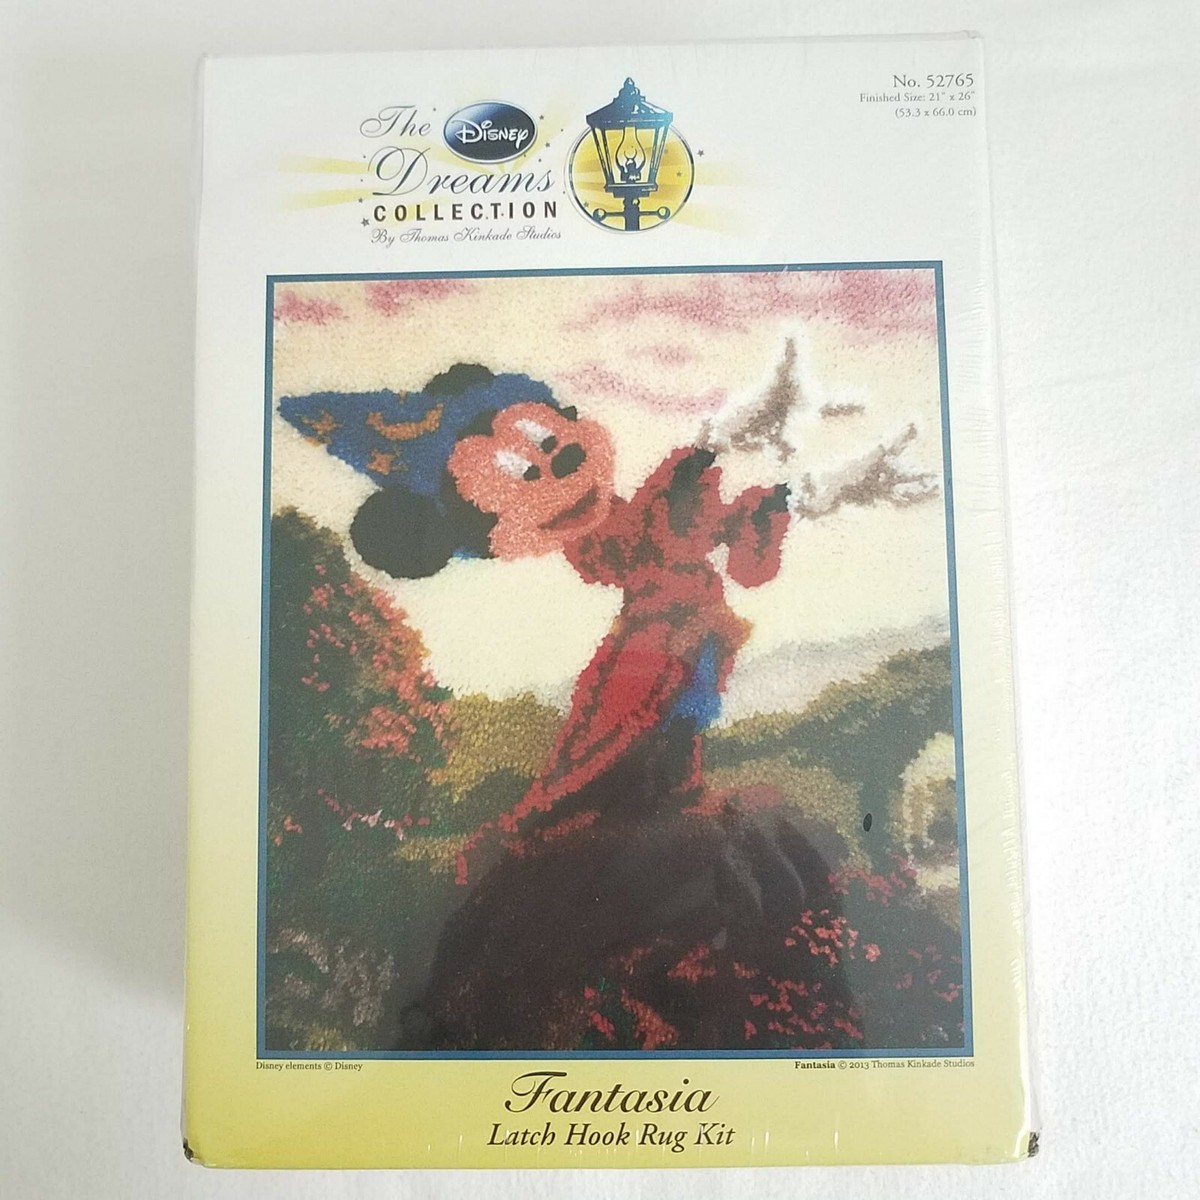 The Disney
Dreams
COLLECTION
By Thomas Kinkade Studios
No. 52765
Finished Size: 21" x 26"
(53.3 x 66.0 cm)
Disney elements © Disney
Fantasia © 2013 Thomas Kinkade Studios
Fantasia
Latch Hook Rug Kit